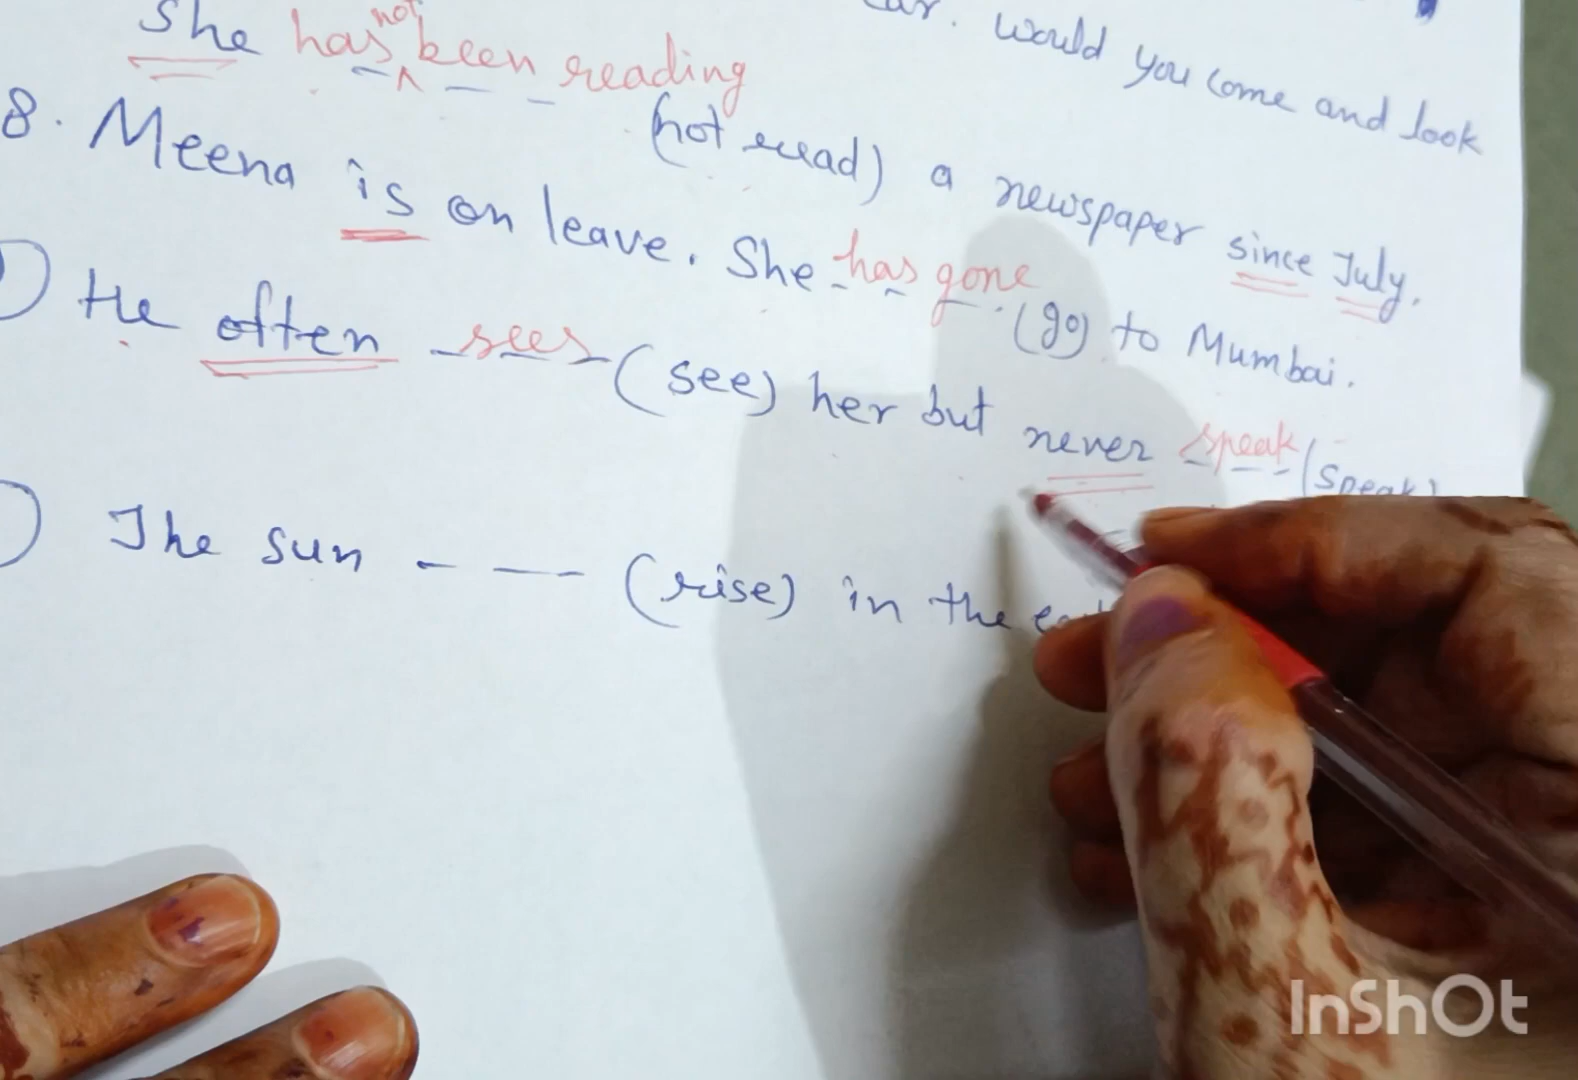 car. would you come and look
She has not been reading (not read) a newspaper since July.
8. Meena is on leave. She has gone (go) to Mumbai.
He often sees (see) her but never speak (speak)
The sun - - - (rise) in the
InShOt